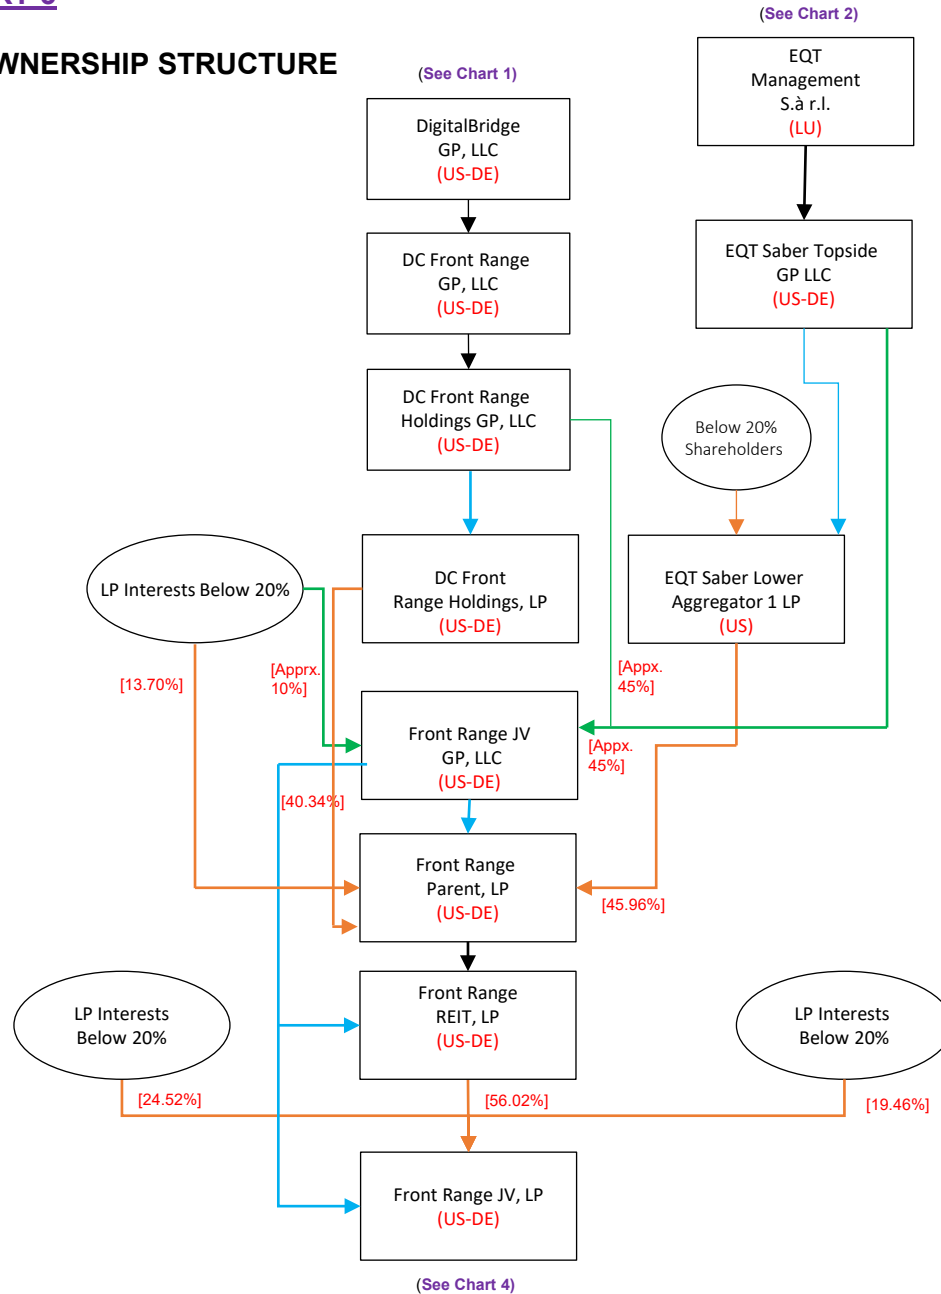 (See Chart 2)
WNERSHIP STRUCTURE
(See Chart 1)
EQT
Management
S.à r.l.
(LU)
DigitalBridge
GP, LLC
(US-DE)
EQT Saber Topside
GP LLC
(US-DE)
DC Front Range
GP, LLC
(US-DE)
DC Front Range
Holdings GP, LLC
(US-DE)
Below 20%
Shareholders
LP Interests Below 20%
DC Front
Range Holdings, LP
(US-DE)
EQT Saber Lower
Aggregator 1 LP
(US)
[13.70%]
[Apprx.
10%]
[Appx.
45%]
Front Range JV
GP, LLC
(US-DE)
[Appx.
45%]
[40.34%]
Front Range
Parent, LP
(US-DE)
[45.96%]
LP Interests
Below 20%
Front Range
REIT, LP
(US-DE)
LP Interests
Below 20%
[24.52%]
[56.02%]
[19.46%]
Front Range JV, LP
(US-DE)
(See Chart 4)